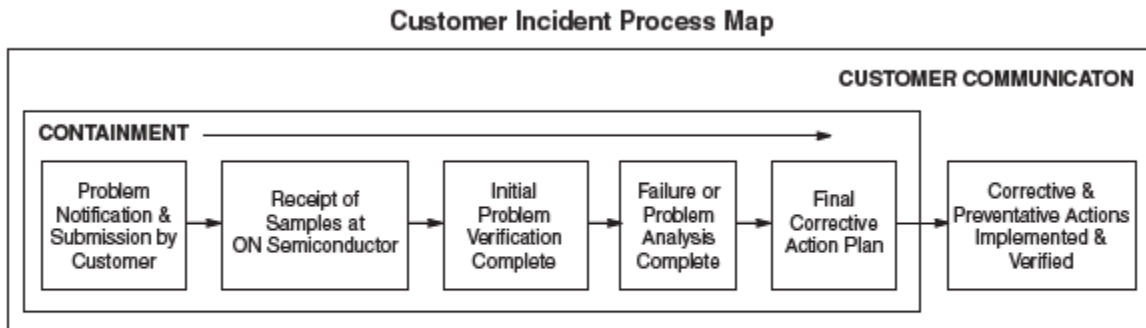 Customer Incident Process Map
CUSTOMER COMMUNICATON
CONTAINMENT
Problem
Notification &
Submission by
Customer
Receipt of
Samples at
ON Semiconductor
Initial
Problem
Verification
Complete
Failure or
Problem
Analysis
Complete
Final
Corrective
Action Plan
Corrective &
Preventative Actions
Implemented &
Verified